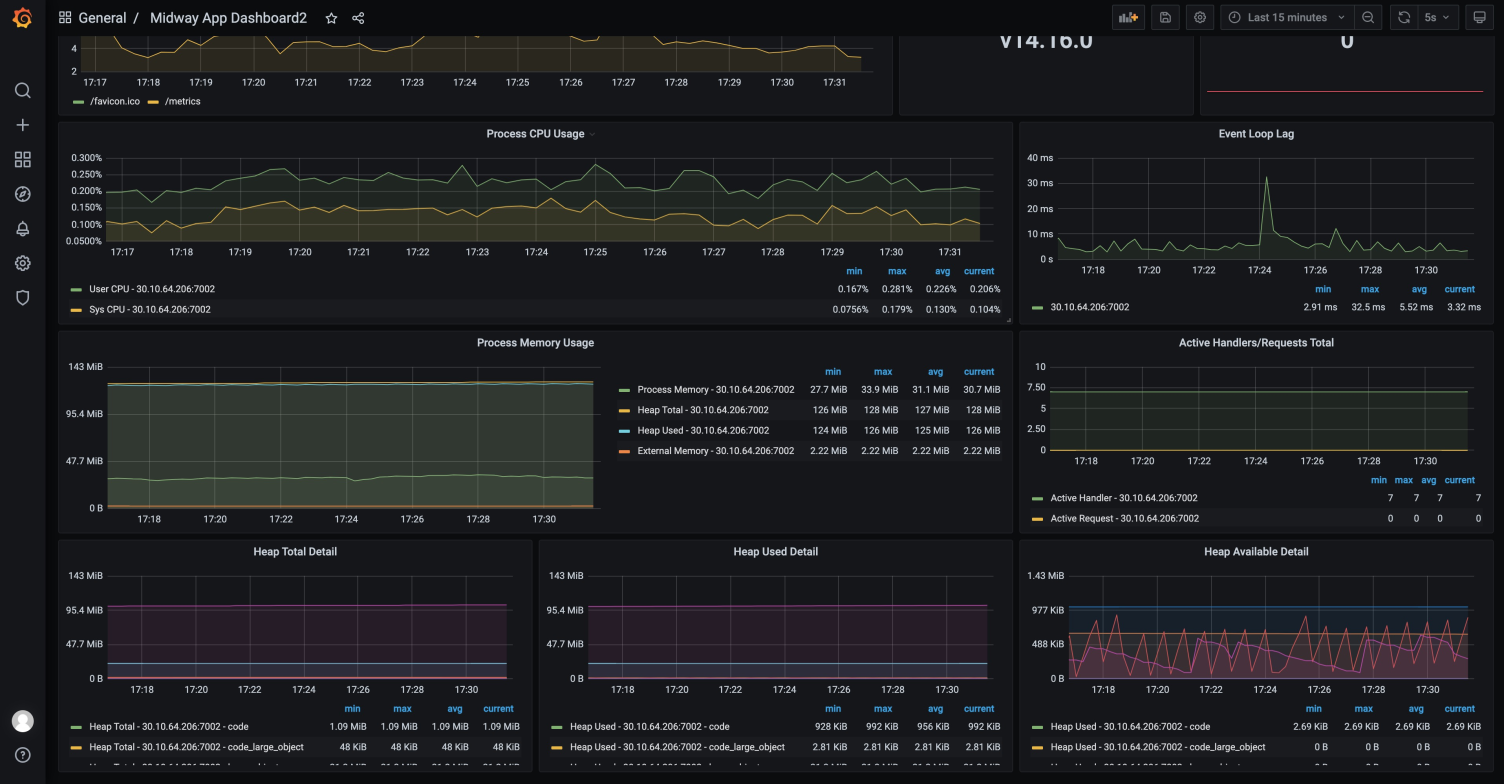 General / Midway App Dashboard2
Last 15 minutes
5s
4
2
17:17 17:18 17:19 17:20 17:21 17:22 17:23 17:24 17:25 17:26 17:27 17:28 17:29 17:30 17:31
/favicon.ico /metrics
v14.16.0
0
Process CPU Usage
0.300%
0.250%
0.200%
0.150%
0.100%
0.0500%
17:17 17:18 17:19 17:20 17:21 17:22 17:23 17:24 17:25 17:26 17:27 17:28 17:29 17:30 17:31
min max avg current
User CPU - 30.10.64.206:7002 0.167% 0.281% 0.226% 0.206%
Sys CPU - 30.10.64.206:7002 0.0756% 0.179% 0.130% 0.104%
Event Loop Lag
40 ms
30 ms
20 ms
10 ms
0 s
17:18 17:20 17:22 17:24 17:26 17:28 17:30
min max avg current
30.10.64.206:7002 2.91 ms 32.5 ms 5.52 ms 3.32 ms
Process Memory Usage
143 MiB
95.4 MiB
47.7 MiB
0 B
17:18 17:20 17:22 17:24 17:26 17:28 17:30
min max avg current
Process Memory - 30.10.64.206:7002 27.7 MiB 33.9 MiB 31.1 MiB 30.7 MiB
Heap Total - 30.10.64.206:7002 126 MiB 128 MiB 127 MiB 128 MiB
Heap Used - 30.10.64.206:7002 124 MiB 126 MiB 125 MiB 126 MiB
External Memory - 30.10.64.206:7002 2.22 MiB 2.22 MiB 2.22 MiB 2.22 MiB
Active Handlers/Requests Total
10
7.50
5
2.50
0
17:18 17:20 17:22 17:24 17:26 17:28 17:30
min max avg current
Active Handler - 30.10.64.206:7002 7 7 7 7
Active Request - 30.10.64.206:7002 0 0 0 0
Heap Total Detail
143 MiB
95.4 MiB
47.7 MiB
0 B
17:18 17:20 17:22 17:24 17:26 17:28 17:30
min max avg current
Heap Total - 30.10.64.206:7002 - code 1.09 MiB 1.09 MiB 1.09 MiB 1.09 MiB
Heap Total - 30.10.64.206:7002 - code_large_object 48 KiB 48 KiB 48 KiB 48 KiB
Heap Used Detail
143 MiB
95.4 MiB
47.7 MiB
0 B
17:18 17:20 17:22 17:24 17:26 17:28 17:30
min max avg current
Heap Used - 30.10.64.206:7002 - code 928 KiB 992 KiB 956 KiB 992 KiB
Heap Used - 30.10.64.206:7002 - code_large_object 2.81 KiB 2.81 KiB 2.81 KiB 2.81 KiB
Heap Available Detail
1.43 MiB
977 KiB
488 KiB
0 B
17:18 17:20 17:22 17:24 17:26 17:28 17:30
min max avg current
Heap Used - 30.10.64.206:7002 - code 2.69 KiB 2.69 KiB 2.69 KiB 2.69 KiB
Heap Used - 30.10.64.206:7002 - code_large_object 0 B 0 B 0 B 0 B